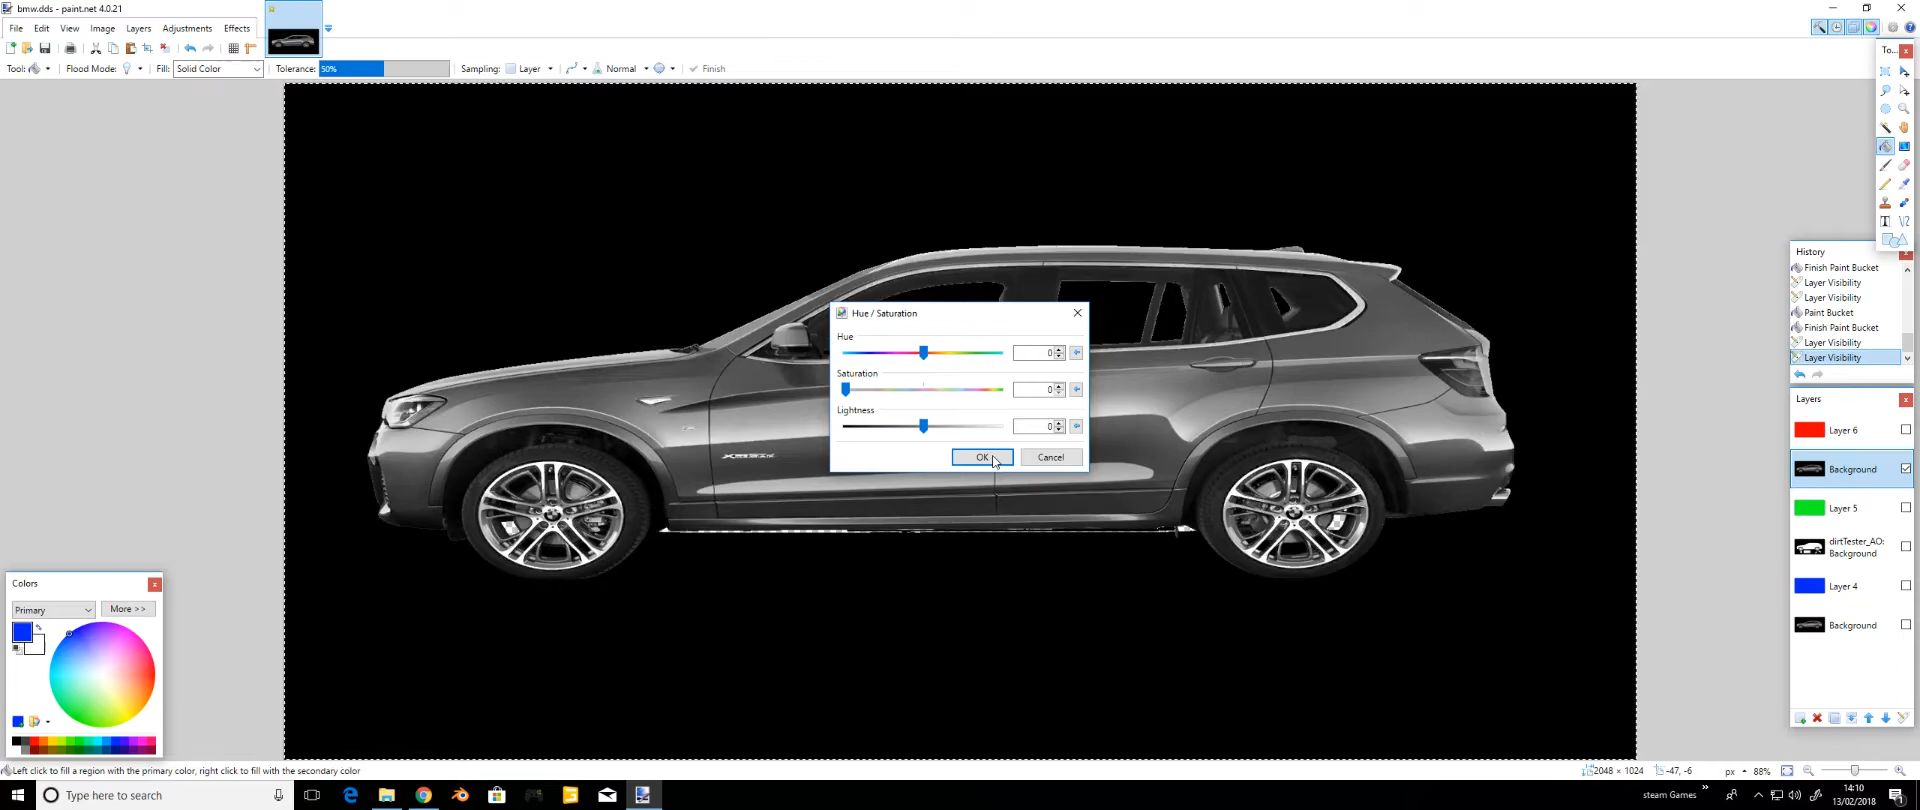 bmw.dds - paint.net 4.0.21
File Edit View Image Layers Adjustments Effects
Tool: Flood Mode: Fill: Solid Color Tolerance: 50% Sampling: Layer Normal Finish
To...
Hue / Saturation
Hue
0
Saturation
0
Lightness
0
OK Cancel
History
Finish Paint Bucket
Layer Visibility
Layer Visibility
Paint Bucket
Finish Paint Bucket
Layer Visibility
Layer Visibility
Layers
Layer 6
Background
Layer 5
dirtTester_AO:
Background
Layer 4
Background
Colors
Primary More >>
Left click to fill a region with the primary color, right click to fill with the secondary color
2048 × 1024 -47, -6 px 88%
Type here to search
steam Games
14:10
13/02/2018